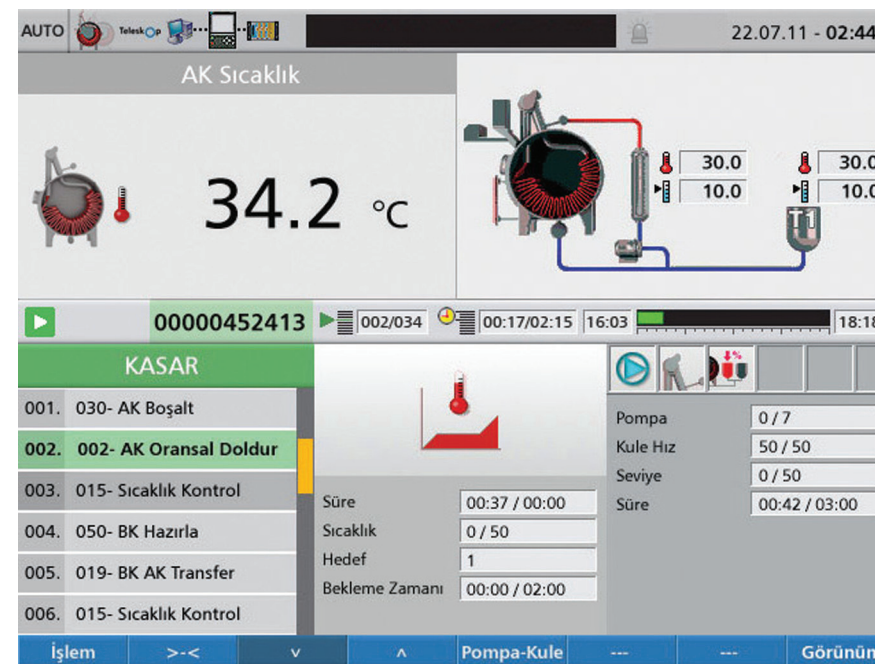 AUTO Teleskop 22.07.11 - 02:44
AK Sıcaklık
34.2 °C
30.0
10.0
30.0
10.0
T1
00000452413 002/034 00:17/02:15 16:03 18:18
KASAR
001. 030- AK Boşalt
002. 002- AK Oransal Doldur
003. 015- Sıcaklık Kontrol
004. 050- BK Hazırla
005. 019- BK AK Transfer
006. 015- Sıcaklık Kontrol
Süre 00:37 / 00:00
Sıcaklık 0 / 50
Hedef 1
Bekleme Zamanı 00:00 / 02:00
%
Pompa 0 / 7
Kule Hız 50 / 50
Seviye 0 / 50
Süre 00:42 / 03:00
İşlem >-< v ʌ Pompa-Kule --- --- Görünüm